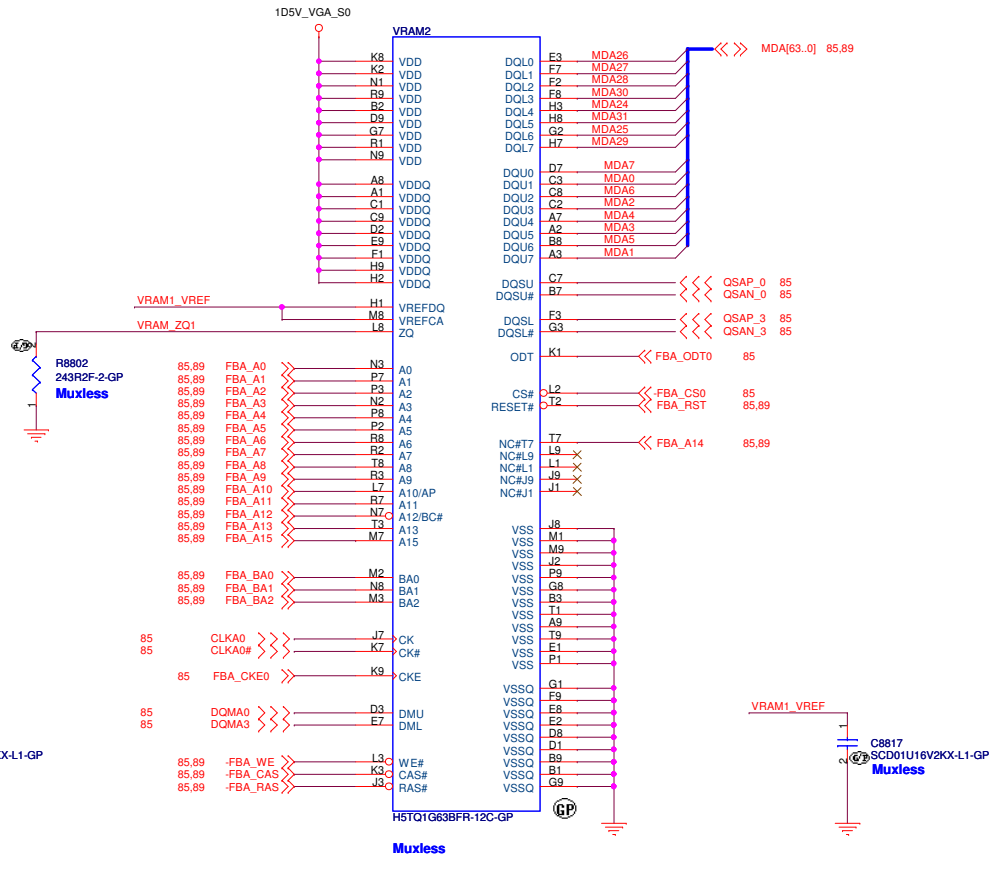 1D5V_VGA_S0
VRAM2
K8 VDD DQL0 E3 MDA26
K2 VDD DQL1 F7 MDA27
N1 VDD DQL2 F2 MDA28
R9 VDD DQL3 F8 MDA30
B2 VDD DQL4 H3 MDA24
D9 VDD DQL5 H8 MDA31
G7 VDD DQL6 G2 MDA25
R1 VDD DQL7 H7 MDA29
N9 VDD
MDA[63..0] 85,89
A8 VDDQ DQU0 D7 MDA7
A1 VDDQ DQU1 C3 MDA0
C1 VDDQ DQU2 C8 MDA6
C9 VDDQ DQU3 C2 MDA2
D2 VDDQ DQU4 A7 MDA4
E9 VDDQ DQU5 A2 MDA3
F1 VDDQ DQU6 B8 MDA5
H9 VDDQ DQU7 A3 MDA1
H2 VDDQ
DQSU C7 QSAP_0 85
DQSU# B7 QSAN_0 85
VRAM1_VREF H1 VREFDQ
M8 VREFCA
VRAM_ZQ1 L8 ZQ
DQSL F3 QSAP_3 85
DQSL# G3 QSAN_3 85
ODT K1 FBA_ODT0 85
R8802
243R2F-2-GP
Muxless
1
85,89 FBA_A0 N3 A0
85,89 FBA_A1 P7 A1
85,89 FBA_A2 P3 A2
85,89 FBA_A3 N2 A3
85,89 FBA_A4 P8 A4
85,89 FBA_A5 P2 A5
85,89 FBA_A6 R8 A6
85,89 FBA_A7 R2 A7
85,89 FBA_A8 T8 A8
85,89 FBA_A9 R3 A9
85,89 FBA_A10 L7 A10/AP
85,89 FBA_A11 R7 A11
85,89 FBA_A12 N7 A12/BC#
85,89 FBA_A13 T3 A13
85,89 FBA_A15 M7 A15
CS# L2 -FBA_CS0 85
RESET# T2 FBA_RST 85,89
NC#T7 T7 FBA_A14 85,89
NC#L9 L9
NC#L1 L1
NC#J9 J9
NC#J1 J1
85,89 FBA_BA0 M2 BA0
85,89 FBA_BA1 N8 BA1
85,89 FBA_BA2 M3 BA2
85 CLKA0 J7 CK
85 CLKA0# K7 CK#
85 FBA_CKE0 K9 CKE
85 DQMA0 D3 DMU
85 DQMA3 E7 DML
85,89 -FBA_WE L3 WE#
85,89 -FBA_CAS K3 CAS#
85,89 -FBA_RAS J3 RAS#
VSS J8
VSS M1
VSS M9
VSS J2
VSS P9
VSS G8
VSS B3
VSS T1
VSS A9
VSS T9
VSS E1
VSS P1
VSSQ G1
VSSQ F9
VSSQ E8
VSSQ E2
VSSQ D8
VSSQ D1
VSSQ B9
VSSQ B1
VSSQ G9
GP
H5TQ1G63BFR-12C-GP
Muxless
X-L1-GP
VRAM1_VREF
1
C8817
2
SCD01U16V2KX-L1-GP
Muxless